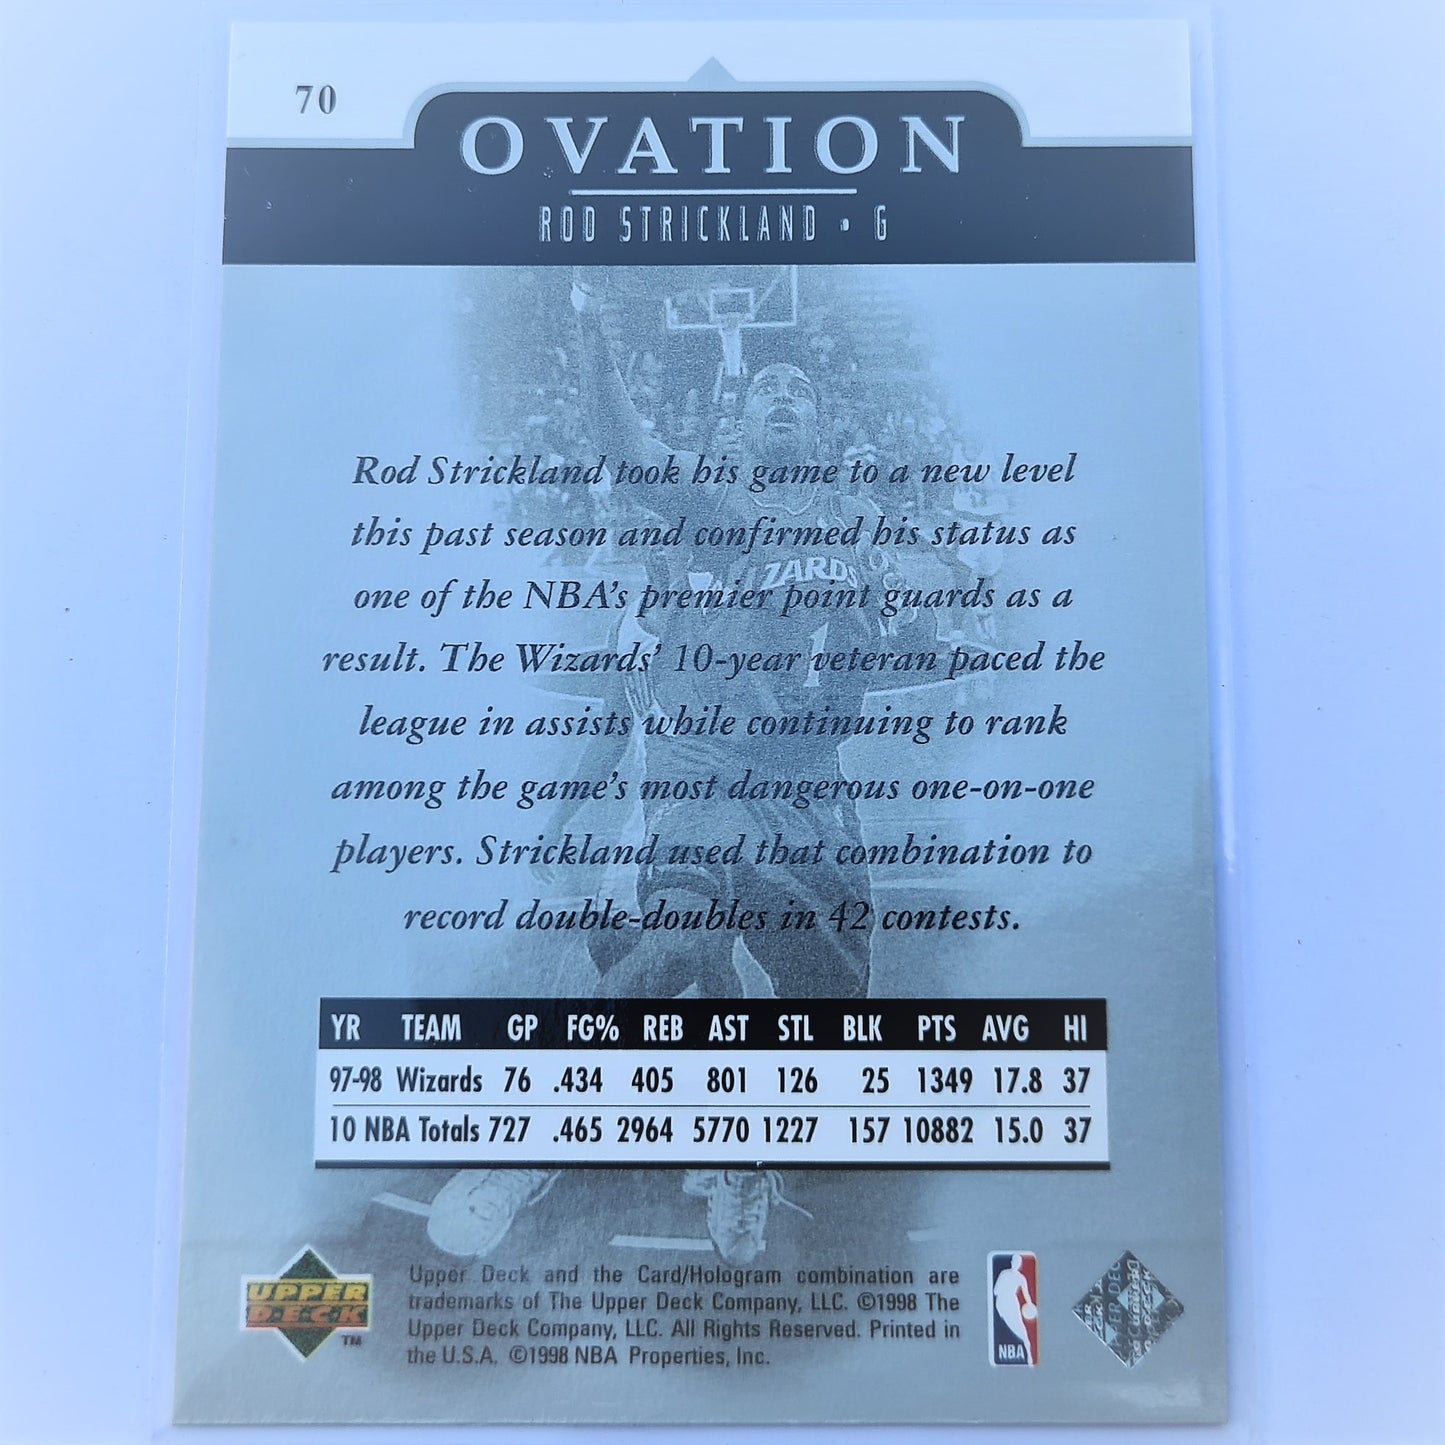 70
OVATION
ROD STRICKLAND • G
Rod Strickland took his game to a new level
this past season and confirmed his status as
one of the NBA's premier point guards as a
result. The Wizards' 10-year veteran paced the
league in assists while continuing to rank
among the game's most dangerous one-on-one
players. Strickland used that combination to
record double-doubles in 42 contests.
ZARDS
1
YR TEAM GP FG% REB AST STL BLK PTS AVG HI
97-98 Wizards 76 .434 405 801 126 25 1349 17.8 37
10 NBA Totals 727 .465 2964 5770 1227 157 10882 15.0 37
UPPER
DECK
TM
Upper Deck and the Card/Hologram combination are
trademarks of The Upper Deck Company, LLC. ©1998 The
Upper Deck Company, LLC. All Rights Reserved. Printed in
the U.S.A. ©1998 NBA Properties, Inc.
NBA